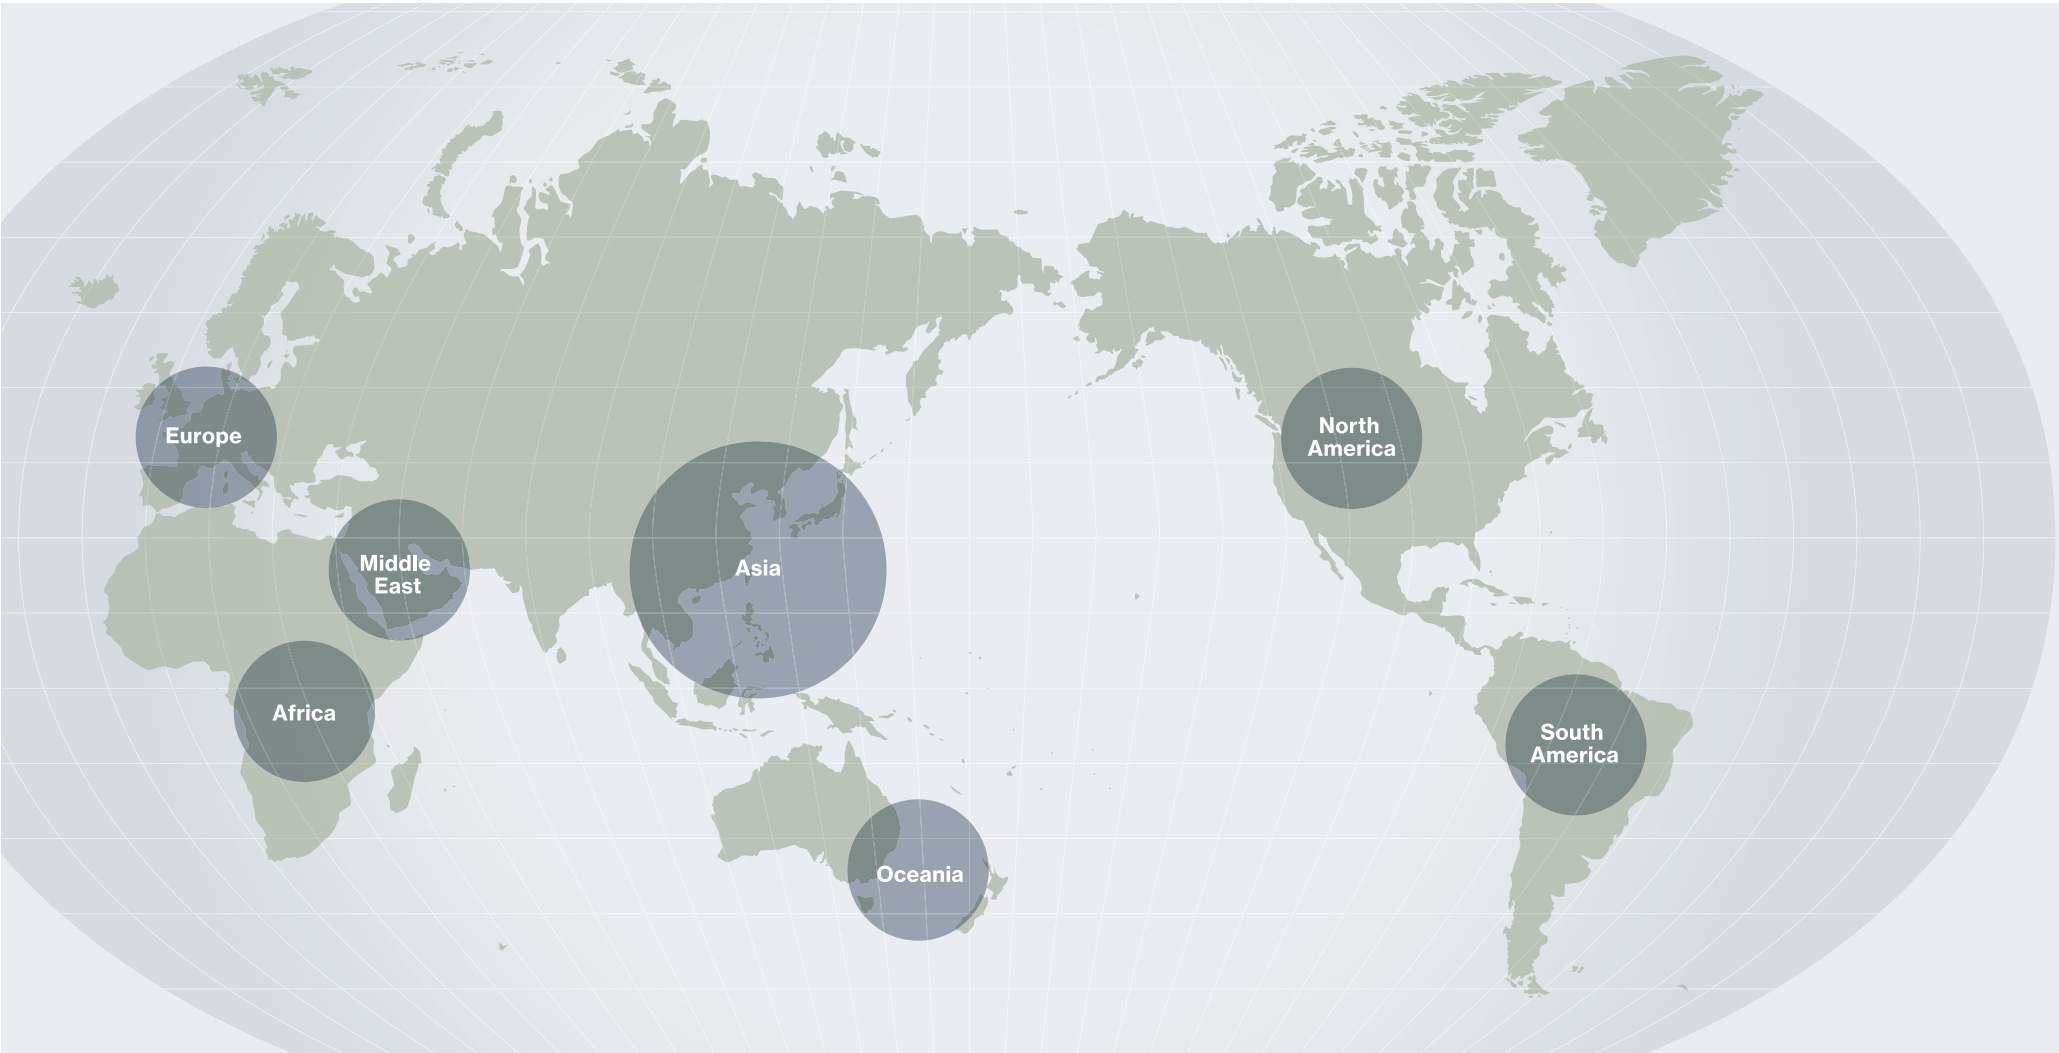 Europe
North
America
Middle
East
Asia
Africa
South
America
Oceania